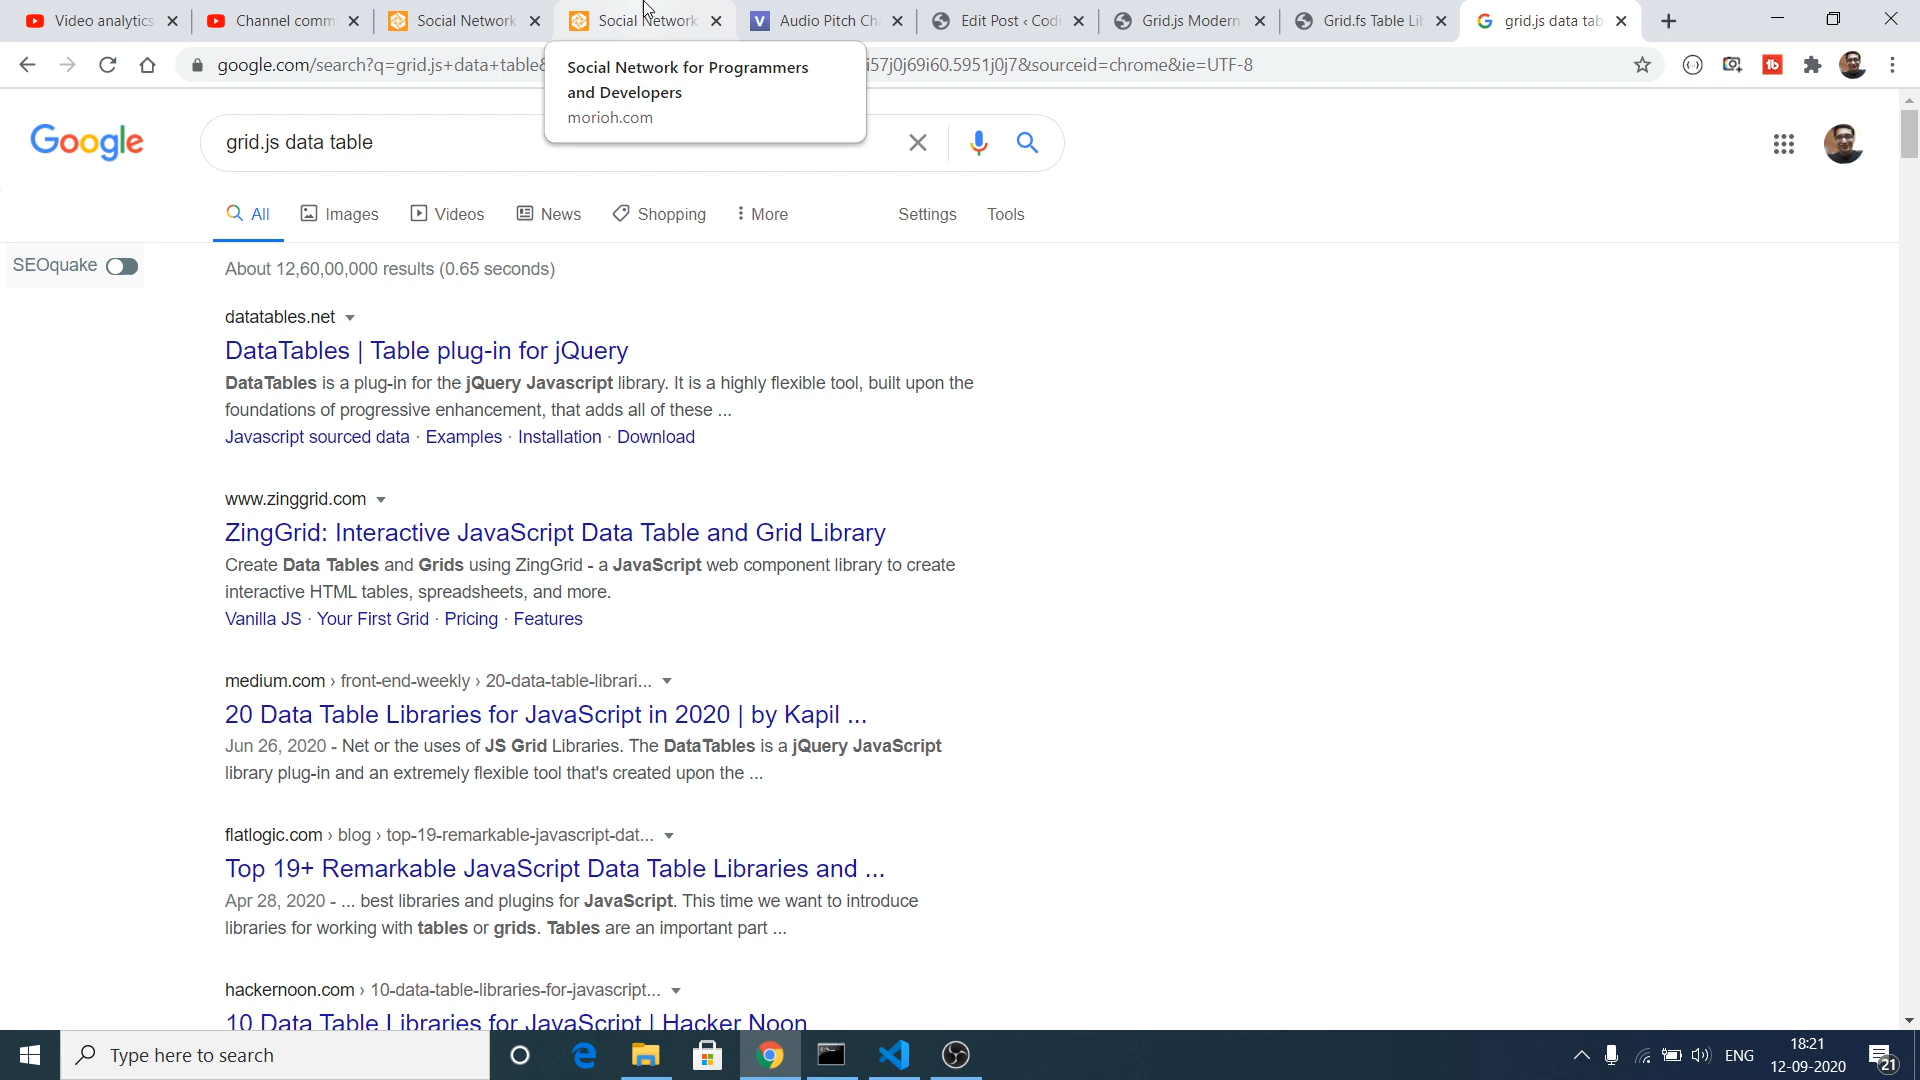 Video analytics
Channel comm
Social Network
Social Network
Audio Pitch Ch
Edit Post ‹ Codi
Grid.js Modern
Grid.fs Table Lib
grid.js data tab
google.com/search?q=grid.js+data+table&
i57j0j69i60.5951j0j7&sourceid=chrome&ie=UTF-8
Social Network for Programmers
and Developers
morioh.com
Google
grid.js data table
All
Images
Videos
News
Shopping
More
Settings
Tools
SEOquake
About 12,60,00,000 results (0.65 seconds)
datatables.net
DataTables | Table plug-in for jQuery
DataTables is a plug-in for the jQuery Javascript library. It is a highly flexible tool, built upon the
foundations of progressive enhancement, that adds all of these ...
Javascript sourced data · Examples · Installation · Download
www.zinggrid.com
ZingGrid: Interactive JavaScript Data Table and Grid Library
Create Data Tables and Grids using ZingGrid - a JavaScript web component library to create
interactive HTML tables, spreadsheets, and more.
Vanilla JS · Your First Grid · Pricing · Features
medium.com › front-end-weekly › 20-data-table-librari...
20 Data Table Libraries for JavaScript in 2020 | by Kapil ...
Jun 26, 2020 - Net or the uses of JS Grid Libraries. The DataTables is a jQuery JavaScript
library plug-in and an extremely flexible tool that's created upon the ...
flatlogic.com › blog › top-19-remarkable-javascript-dat...
Top 19+ Remarkable JavaScript Data Table Libraries and ...
Apr 28, 2020 - ... best libraries and plugins for JavaScript. This time we want to introduce
libraries for working with tables or grids. Tables are an important part ...
hackernoon.com › 10-data-table-libraries-for-javascript...
10 Data Table Libraries for JavaScript | Hacker Noon
Type here to search
ENG
18:21
12-09-2020
21